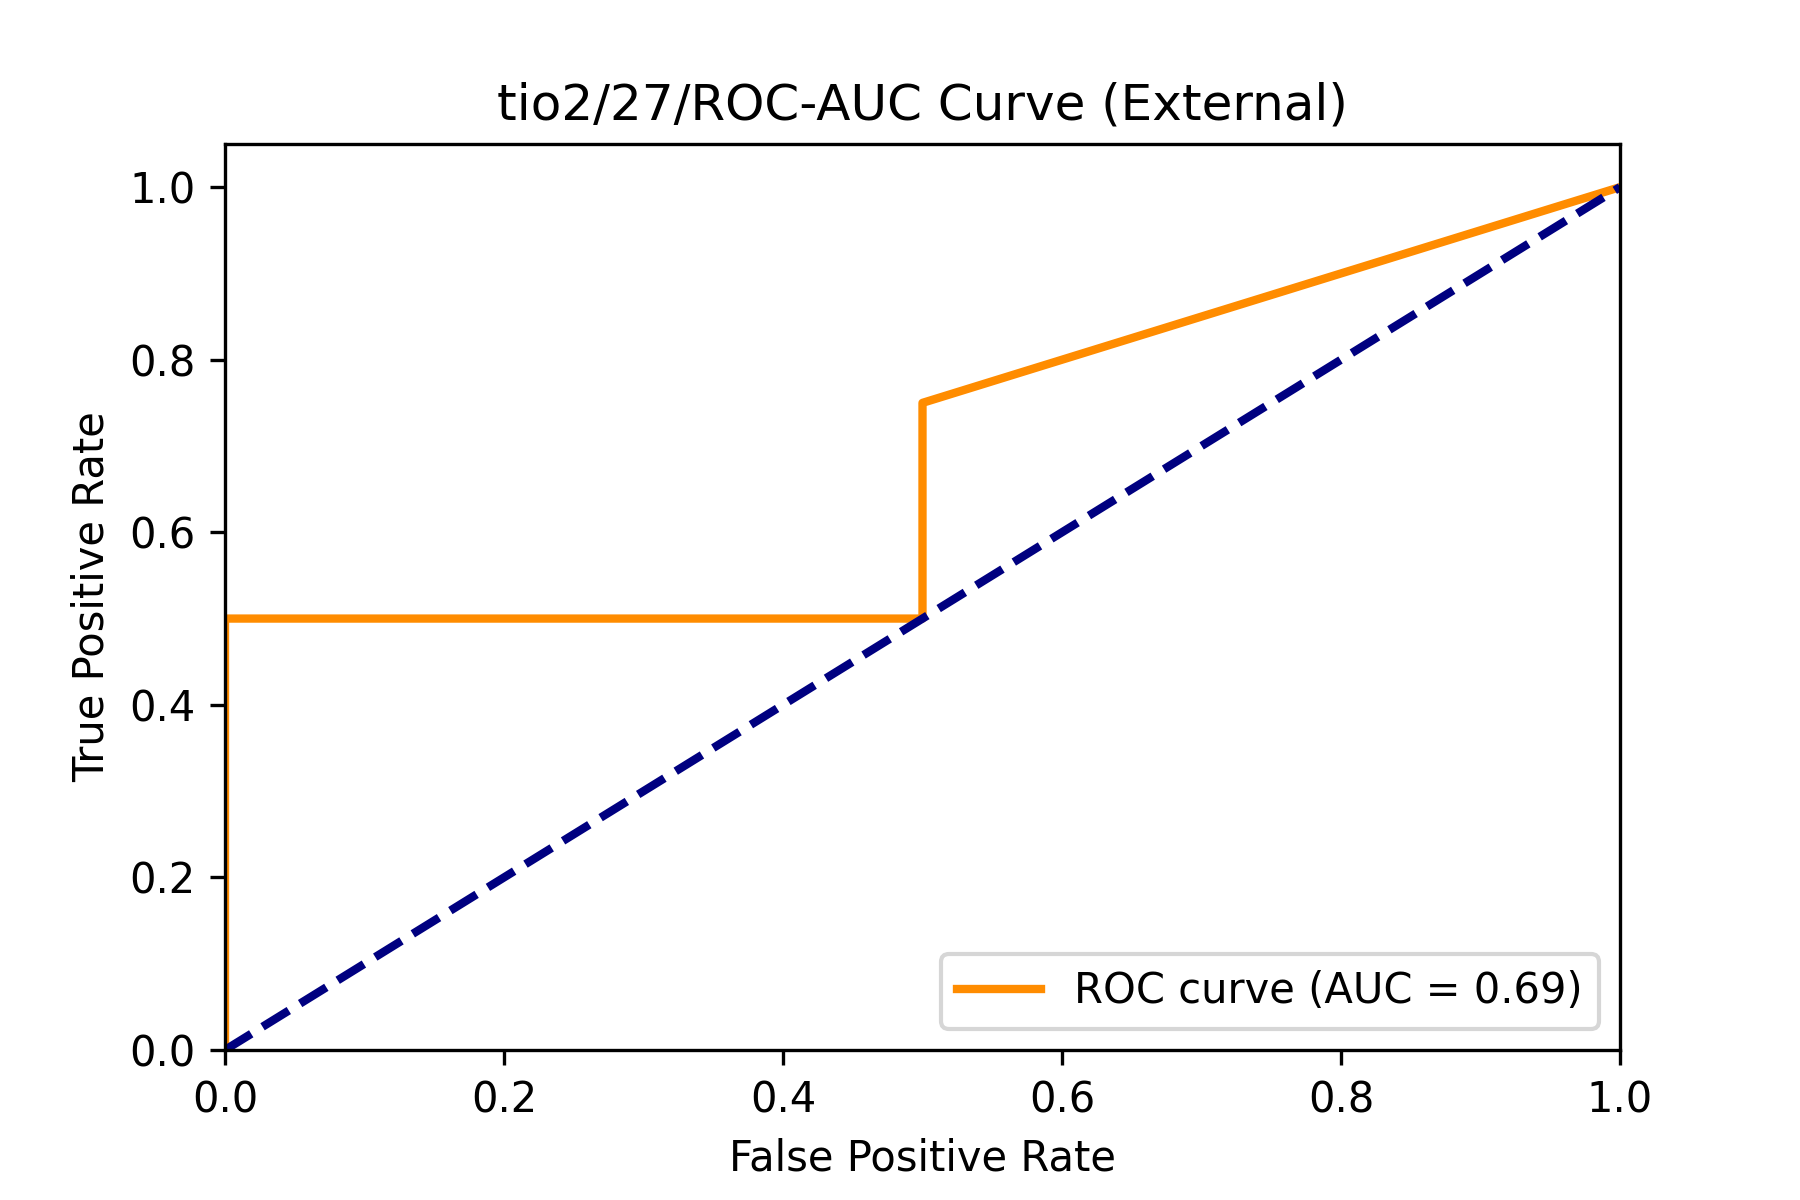 tio2/27/ROC-AUC Curve (External)
1.0
0.8
0.6
0.4
0.2
0.0
True Positive Rate
ROC curve (AUC = 0.69)
0.0 0.2 0.4 0.6 0.8 1.0
False Positive Rate